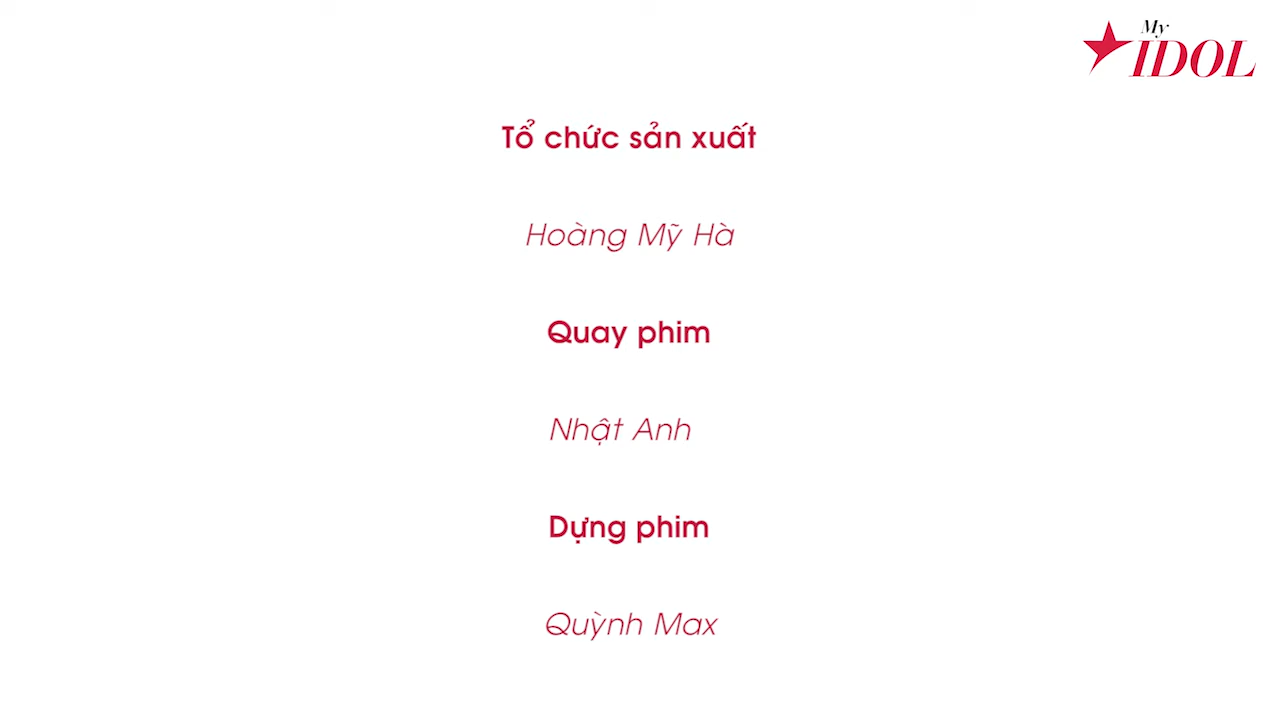 My
IDOL
Tổ chức sản xuất
Hoàng Mỹ Hà
Quay phim
Nhật Anh
Dựng phim
Quỳnh Max